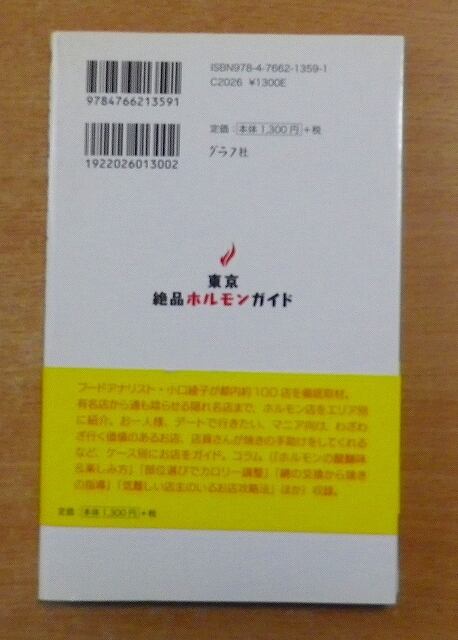 ISBN978-4-7662-1359-1
C2026 ¥1300E
9784766213591
定価：本体1,300円+税
1922026013002
グラフ社
東京
絶品ホルモンガイド
フードアナリスト・小口綾子が都内約100店を徹底取材。
有名店から通も唸らせる隠れ名店まで、ホルモン店をエリア別
に紹介。お一人様、デートで行きたい、マニア向け、わざわ
ざ行く価値のあるお店、店員さんが焼きの手助けをしてくれる
など、ケース別にお店をガイド。コラム（「ホルモンの醍醐味
&楽しみ方」「部位選びでカロリー調整」「網の交換から焼き
の指導」「気難しい店主のいるお店攻略法」ほか）収録。
定価 本体1,300円+税